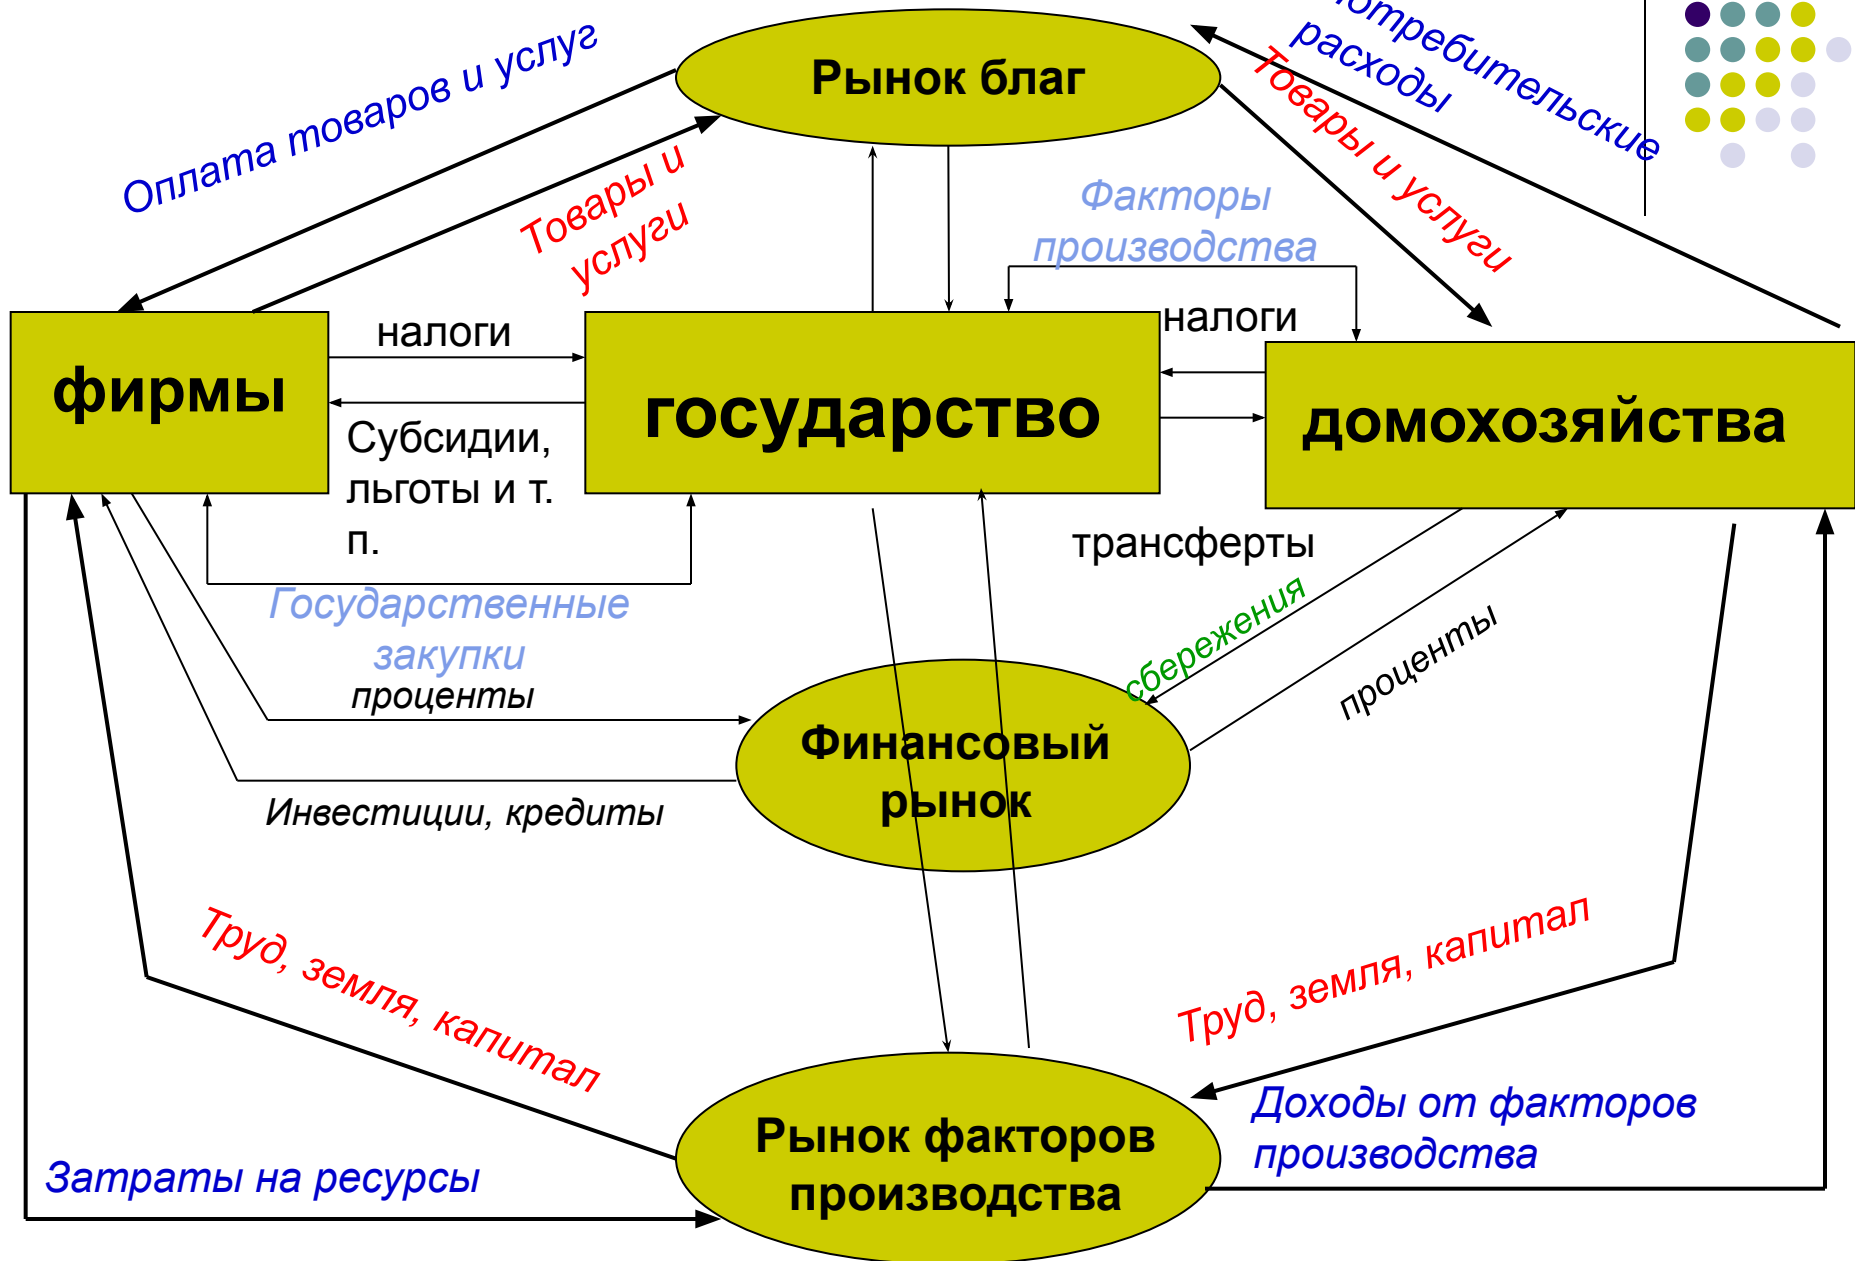 расходы
Рынок благ
Оплата товаров и услуг
Товары и услуги
Товары и
услуги
Факторы
производства
налоги
налоги
фирмы
государство
домохозяйства
Субсидии,
льготы и т.
п.
трансферты
Государственные
закупки
проценты
сбережения
проценты
Финансовый
рынок
Инвестиции, кредиты
Труд, земля, капитал
Труд, земля, капитал
Доходы от факторов
производства
Рынок факторов
производства
Затраты на ресурсы